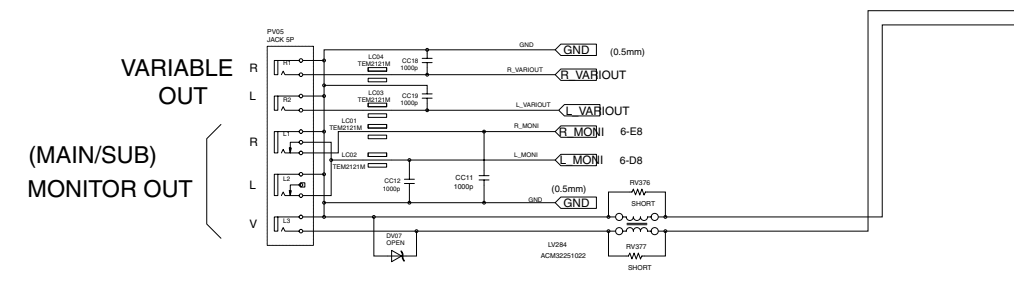 PV05
JACK 5P
VARIABLE
OUT
R
L
(MAIN/SUB)
MONITOR OUT
R
L
V
R1
R2
L1
L2
L3
LC04
TEM2121M
CC18
1000p
LC03
TEM2121M
CC19
1000p
LC01
TEM2121M
LC02
TEM2121M
CC12
1000p
CC11
1000p
GND
GND
(0.5mm)
R_VARIOUT
R_VARIOUT
L_VARIOUT
L_VARIOUT
R_MONI
R_MONI
6-E8
L_MONI
L_MONI
6-D8
(0.5mm)
GND
GND
DV07
OPEN
LV284
ACM32251022
RV376
SHORT
RV377
SHORT